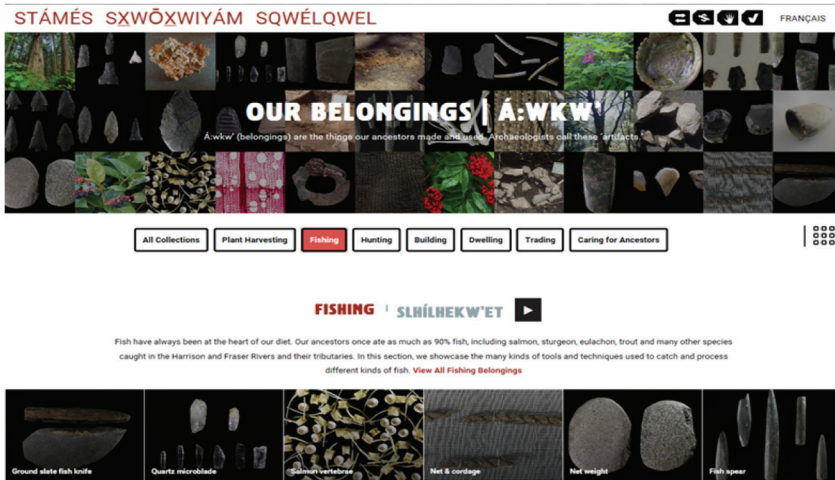 STÁMÉS SX̲WŌX̲WIYÁM SQWÉLQWEL
FRANÇAIS
OUR BELONGINGS | Á:WKW'
Á:wkw' (belongings) are the things our ancestors made and used. Archaeologists call these 'artifacts.'
All Collections
Plant Harvesting
Fishing
Hunting
Building
Dwelling
Trading
Caring for Ancestors
FISHING | SLHÍLHEKW'ET
Fish have always been at the heart of our diet. Our ancestors once ate as much as 90% fish, including salmon, sturgeon, eulachon, trout and many other species
caught in the Harrison and Fraser Rivers and their tributaries. In this section, we showcase the many kinds of tools and techniques used to catch and process
different kinds of fish. View All Fishing Belongings
Ground slate fish knife
Quartz microblade
Salmon vertebrae
Net & cordage
Net weight
Fish spear